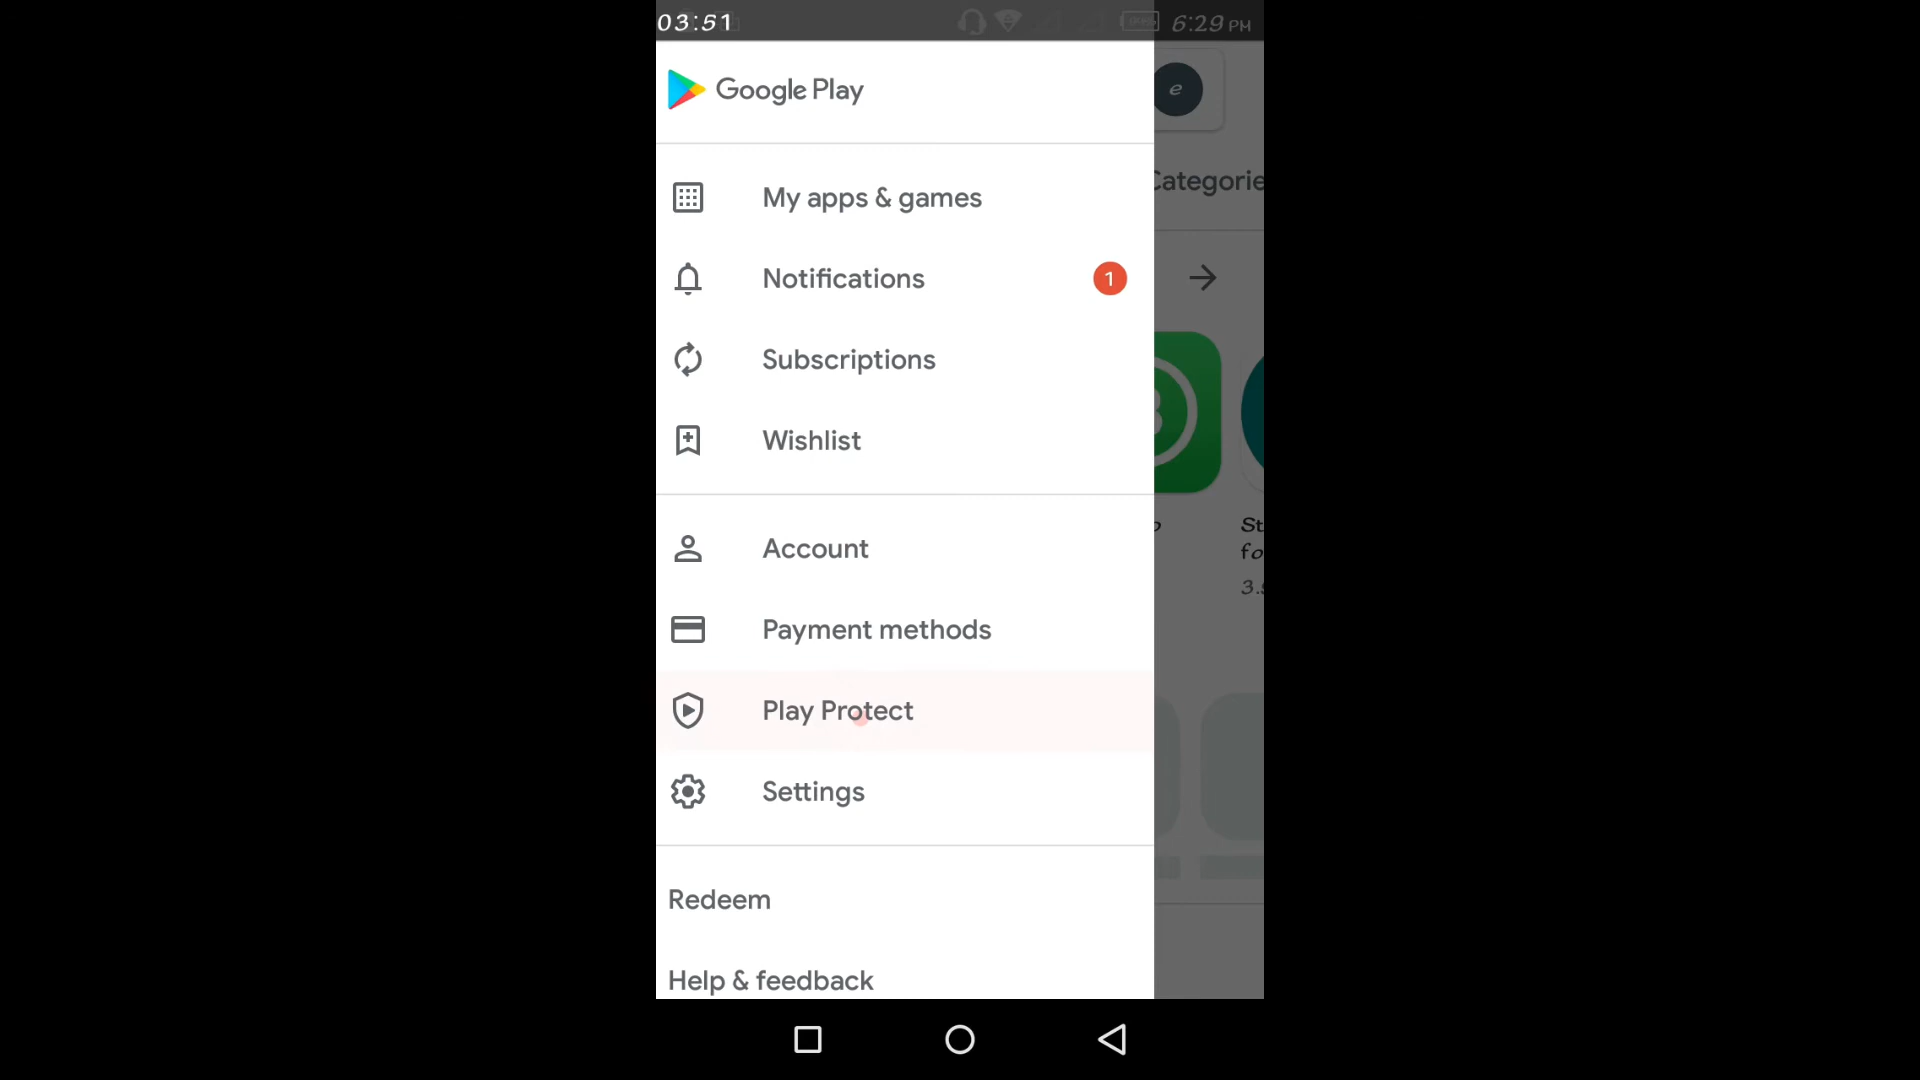 03:51
6:29 PM
Google Play
e
My apps & games
Categorie
Notifications
1
Subscriptions
Wishlist
Account
St
fo
3.
Payment methods
Play Protect
Settings
Redeem
Help & feedback